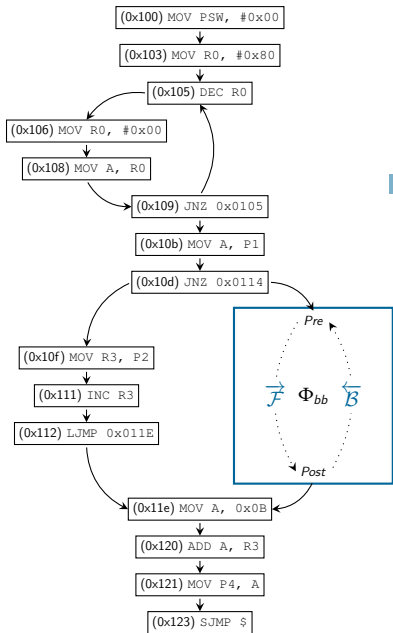 (0x100) MOV PSW, #0x00
(0x103) MOV R0, #0x80
(0x105) DEC R0
(0x106) MOV R0, #0x00
(0x108) MOV A, R0
(0x109) JNZ 0x0105
(0x10b) MOV A, P1
(0x10d) JNZ 0x0114
Pre
(0x10f) MOV R3, P2
(0x111) INC R3
(0x112) LJMP 0x011E
F Φbb B
Post
(0x11e) MOV A, 0x0B
(0x120) ADD A, R3
(0x121) MOV P4, A
(0x123) SJMP $